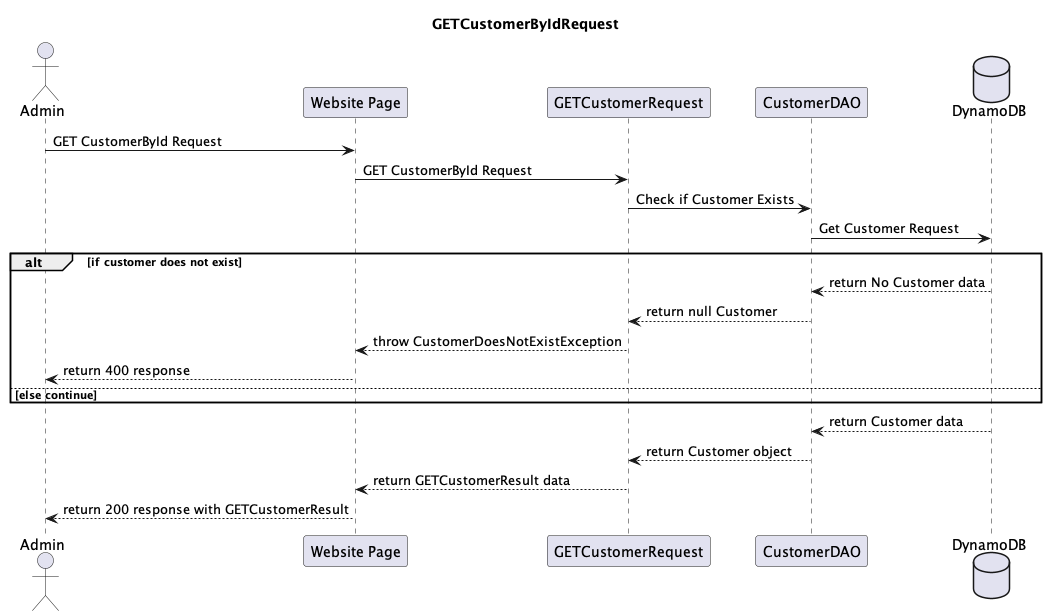 GETCustomerByIdRequest
Admin
Website Page
GETCustomerRequest
CustomerDAO
DynamoDB
GET CustomerById Request
GET CustomerById Request
Check if Customer Exists
Get Customer Request
alt
[if customer does not exist]
return No Customer data
return null Customer
throw CustomerDoesNotExistException
return 400 response
[else continue]
return Customer data
return Customer object
return GETCustomerResult data
return 200 response with GETCustomerResult
Admin
Website Page
GETCustomerRequest
CustomerDAO
DynamoDB